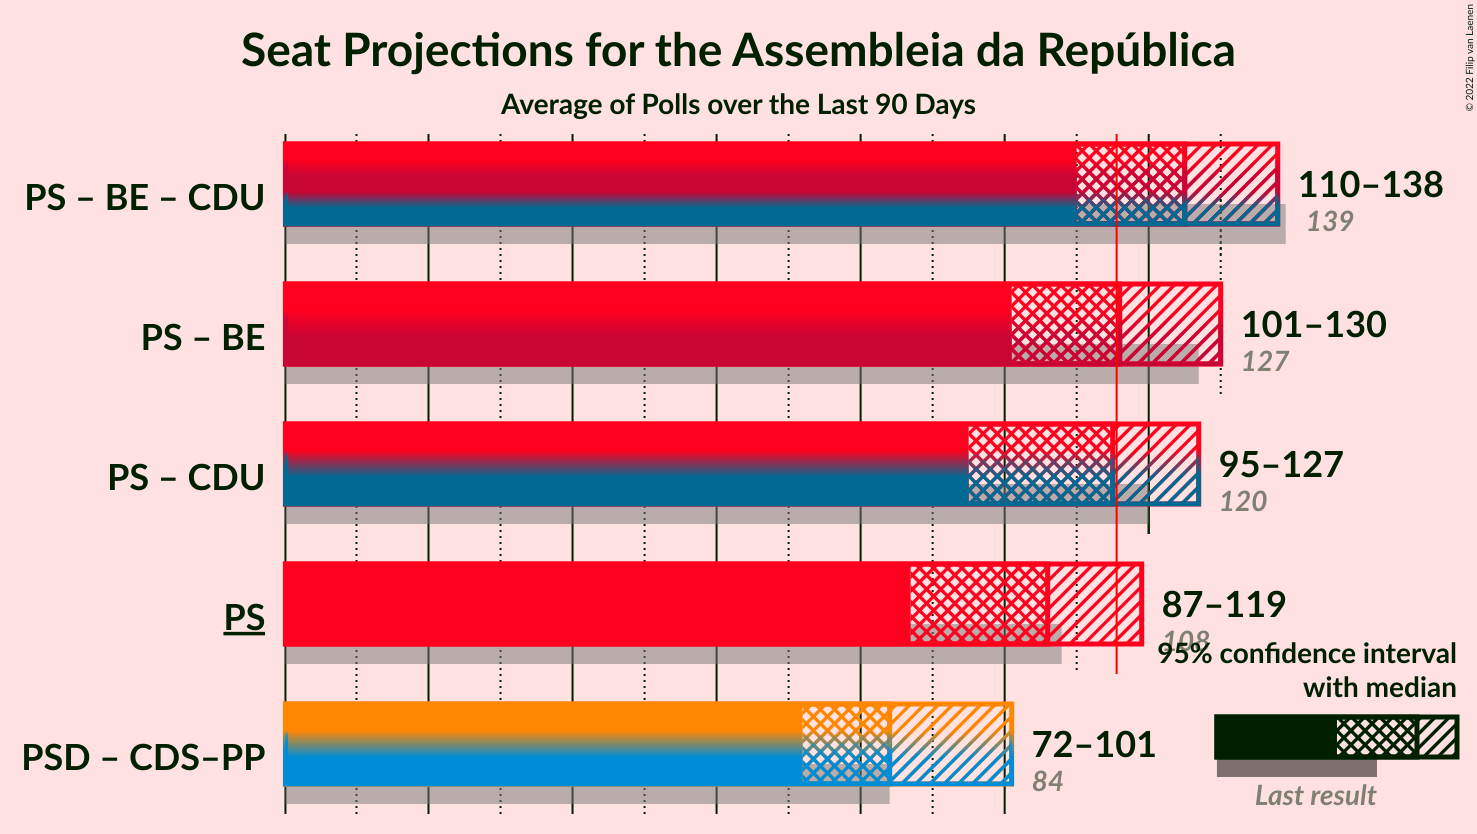 Seat Projections for the Assembleia da República
Average of Polls over the Last 90 Days
© 2022 Filip van Laenen
PS – BE – CDU
110–138
139
PS – BE
101–130
127
PS – CDU
95–127
120
PS
87–119
108
PSD – CDS–PP
72–101
84
95% confidence interval
with median
Last result